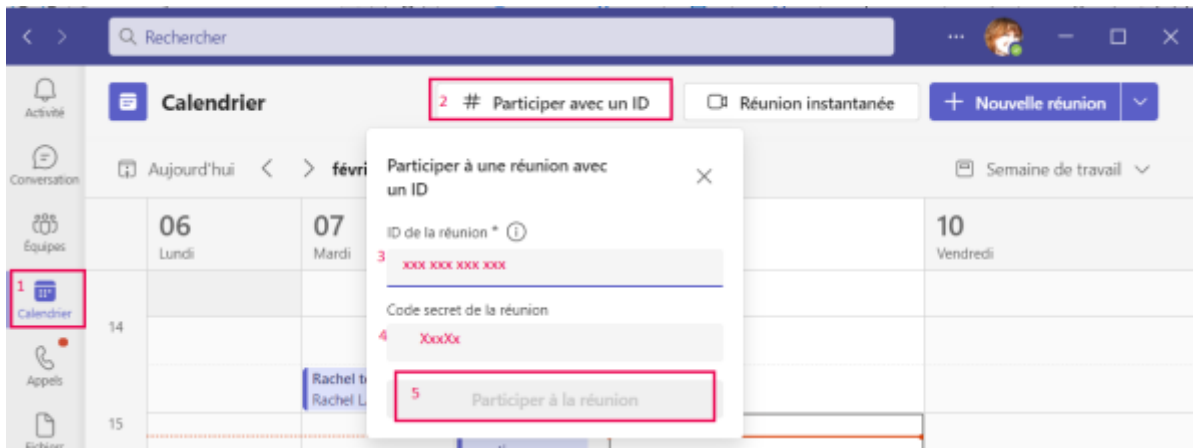 Rechercher
Activité
Calendrier
2 # Participer avec un ID
Réunion instantanée
+ Nouvelle réunion
Conversation
Aujourd'hui
févri
Semaine de travail
Participer à une réunion avec
un ID
Équipes
06
Lundi
07
Mardi
10
Vendredi
ID de la réunion *
3 xxx xxx xxx xxx
1
Calendrier
Code secret de la réunion
4 XxxXx
14
Appels
Rachel
Rachel L
5 Participer à la réunion
15